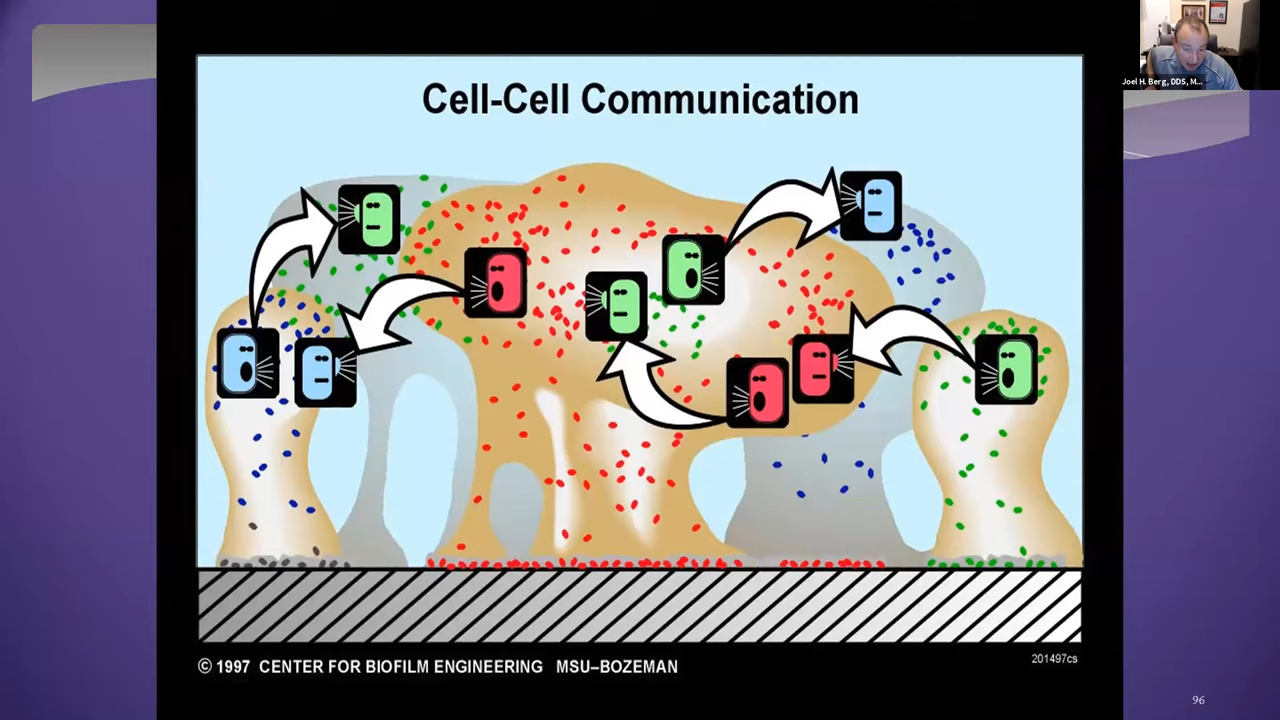 Cell-Cell Communication
Joel H. Berg, DDS, M...
© 1997 CENTER FOR BIOFILM ENGINEERING MSU–BOZEMAN
201497cs
96